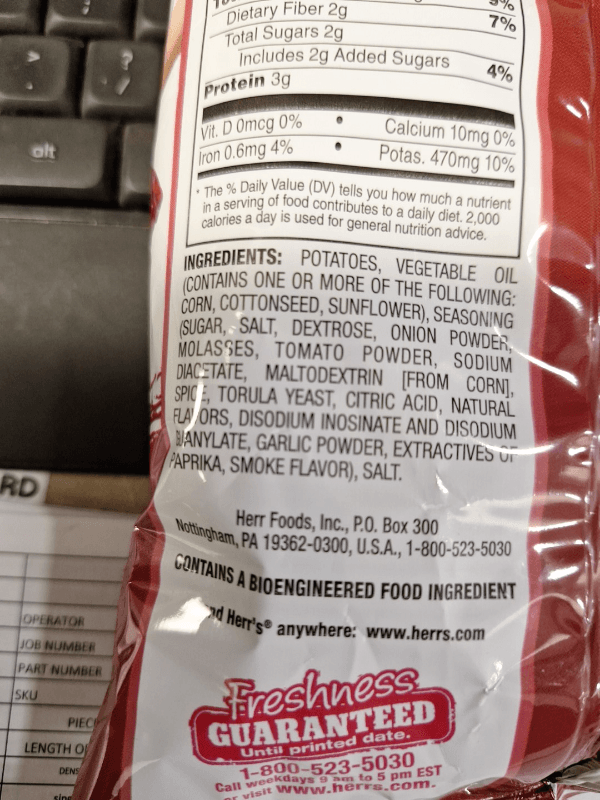 9%
Dietary Fiber 2g 7%
Total Sugars 2g
Includes 2g Added Sugars 4%
Protein 3g
Vit. D 0mcg 0% • Calcium 10mg 0%
Iron 0.6mg 4% • Potas. 470mg 10%
* The % Daily Value (DV) tells you how much a nutrient
in a serving of food contributes to a daily diet. 2,000
calories a day is used for general nutrition advice.
INGREDIENTS: POTATOES, VEGETABLE OIL
(CONTAINS ONE OR MORE OF THE FOLLOWING:
CORN, COTTONSEED, SUNFLOWER), SEASONING
(SUGAR, SALT, DEXTROSE, ONION POWDER,
MOLASSES, TOMATO POWDER, SODIUM
DIACETATE, MALTODEXTRIN [FROM CORN],
SPICE, TORULA YEAST, CITRIC ACID, NATURAL
FLAVORS, DISODIUM INOSINATE AND DISODIUM
GUANYLATE, GARLIC POWDER, EXTRACTIVES OF
PAPRIKA, SMOKE FLAVOR), SALT.
Herr Foods, Inc., P.O. Box 300
Nottingham, PA 19362-0300, U.S.A., 1-800-523-5030
CONTAINS A BIOENGINEERED FOOD INGREDIENT
Herr's® anywhere: www.herrs.com
Freshness
GUARANTEED
Until printed date.
1-800-523-5030
Call weekdays 9 am to 5 pm EST
or visit www.herrs.com.
alt
RD
OPERATOR
JOB NUMBER
PART NUMBER
SKU
PIEC
LENGTH O
DENS